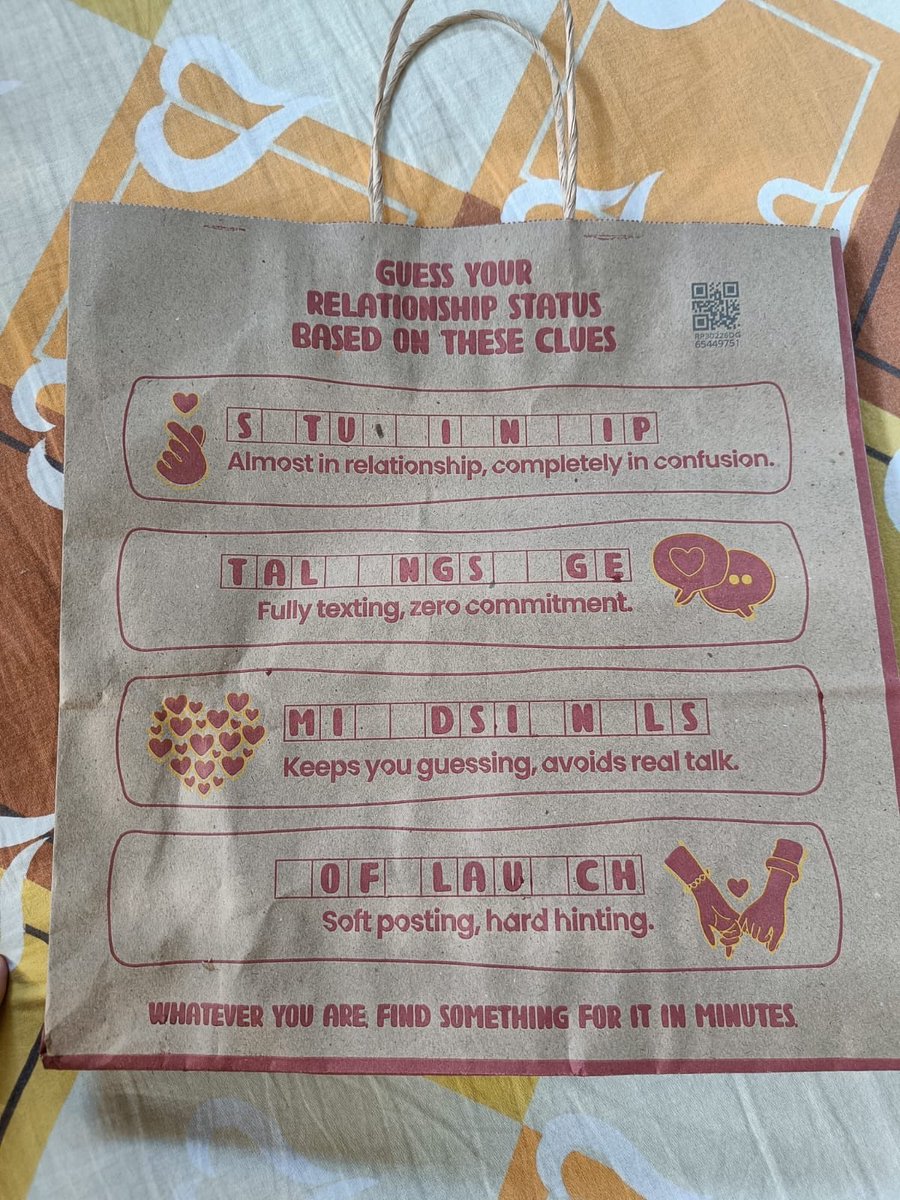 GUESS YOUR
RELATIONSHIP STATUS
BASED ON THESE CLUES
RP30226DG
65449751
S TU I N IP
Almost in relationship, completely in confusion.
TAL NGS GE
Fully texting, zero commitment.
MI DSI N LS
Keeps you guessing, avoids real talk.
OF LAU CH
Soft posting, hard hinting.
WHATEVER YOU ARE, FIND SOMETHING FOR IT IN MINUTES.